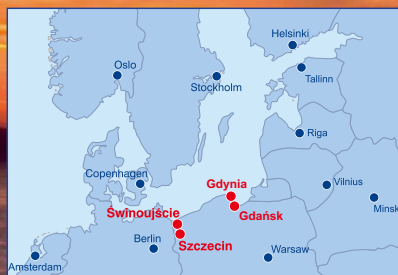 Helsinki
Oslo
Tallinn
Stockholm
Riga
Copenhagen
Gdynia
Vilnius
Minsk
Świnoujście
Gdańsk
Berlin
Szczecin
Warsaw
Amsterdam